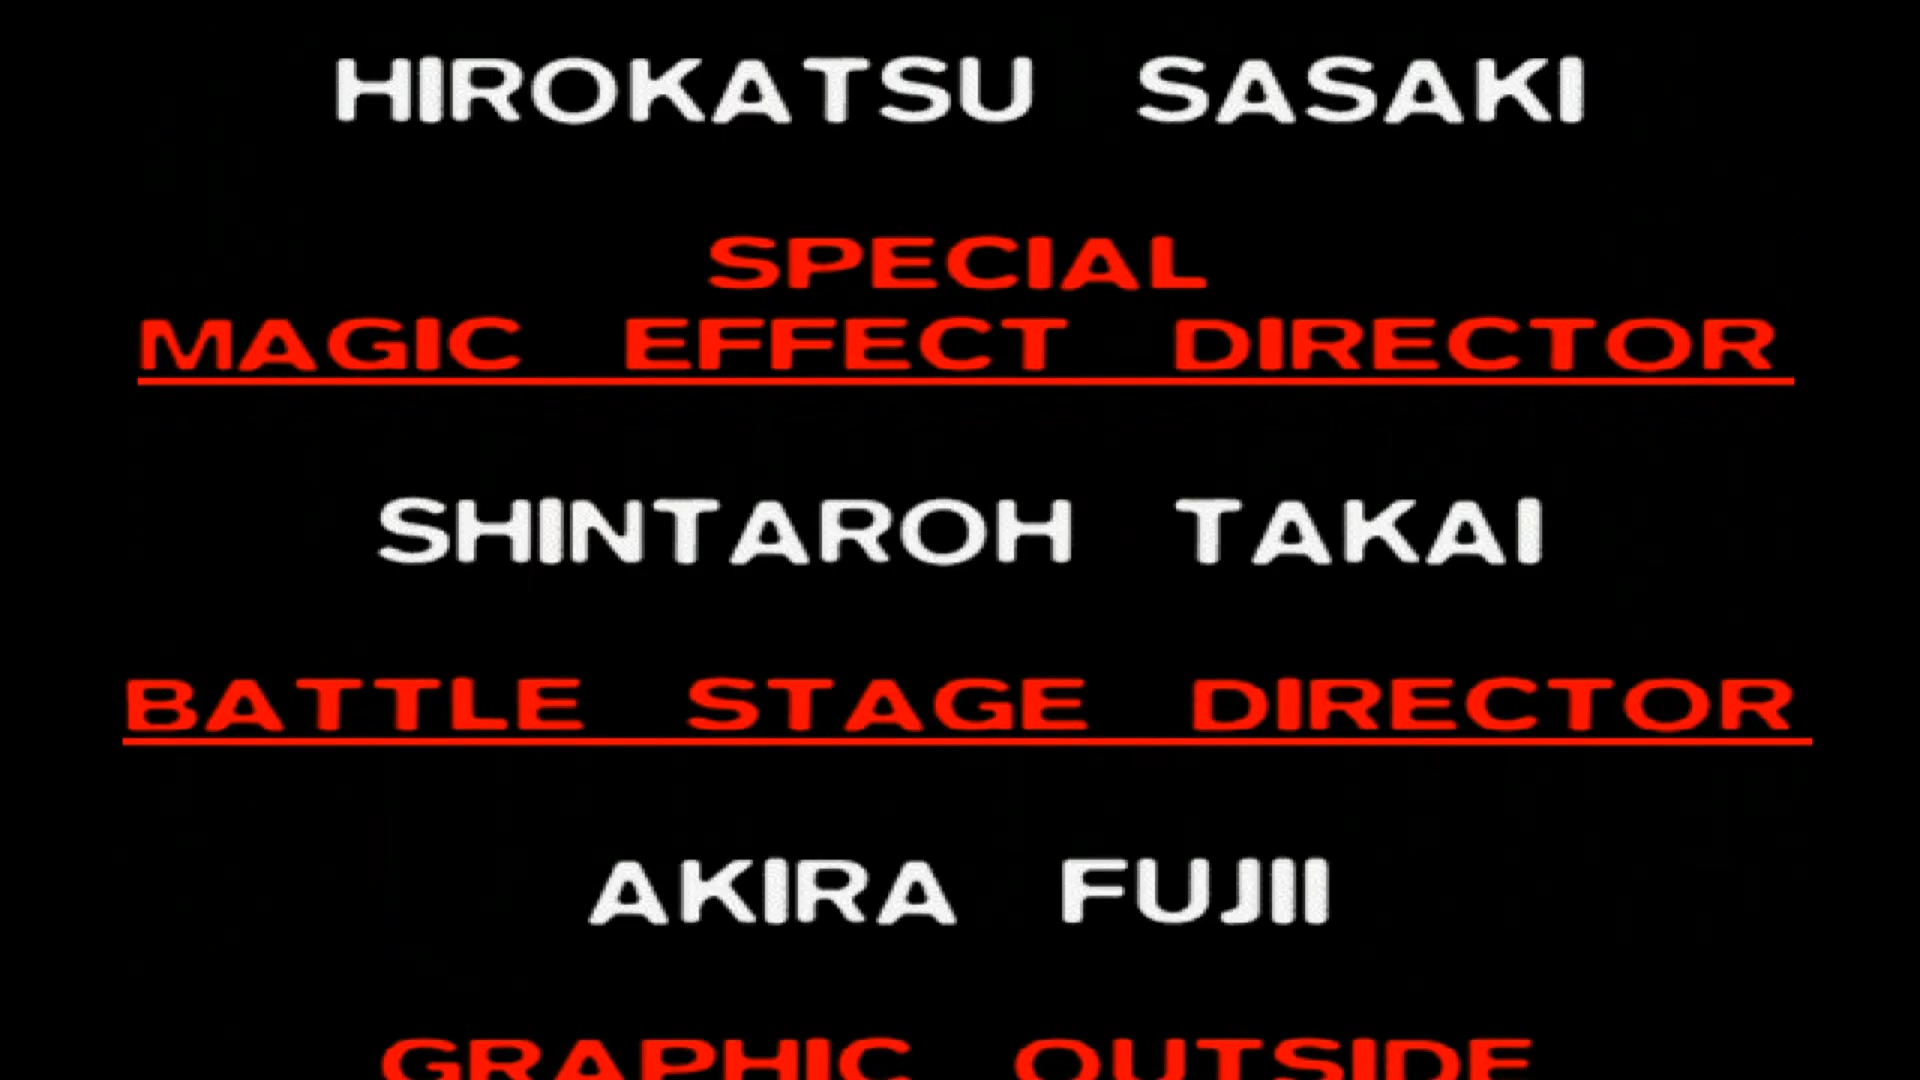 HIROKATSU SASAKI
SPECIAL
MAGIC EFFECT DIRECTOR
SHINTAROH TAKAI
BATTLE STAGE DIRECTOR
AKIRA FUJII
GRAPHIC OUTSIDE